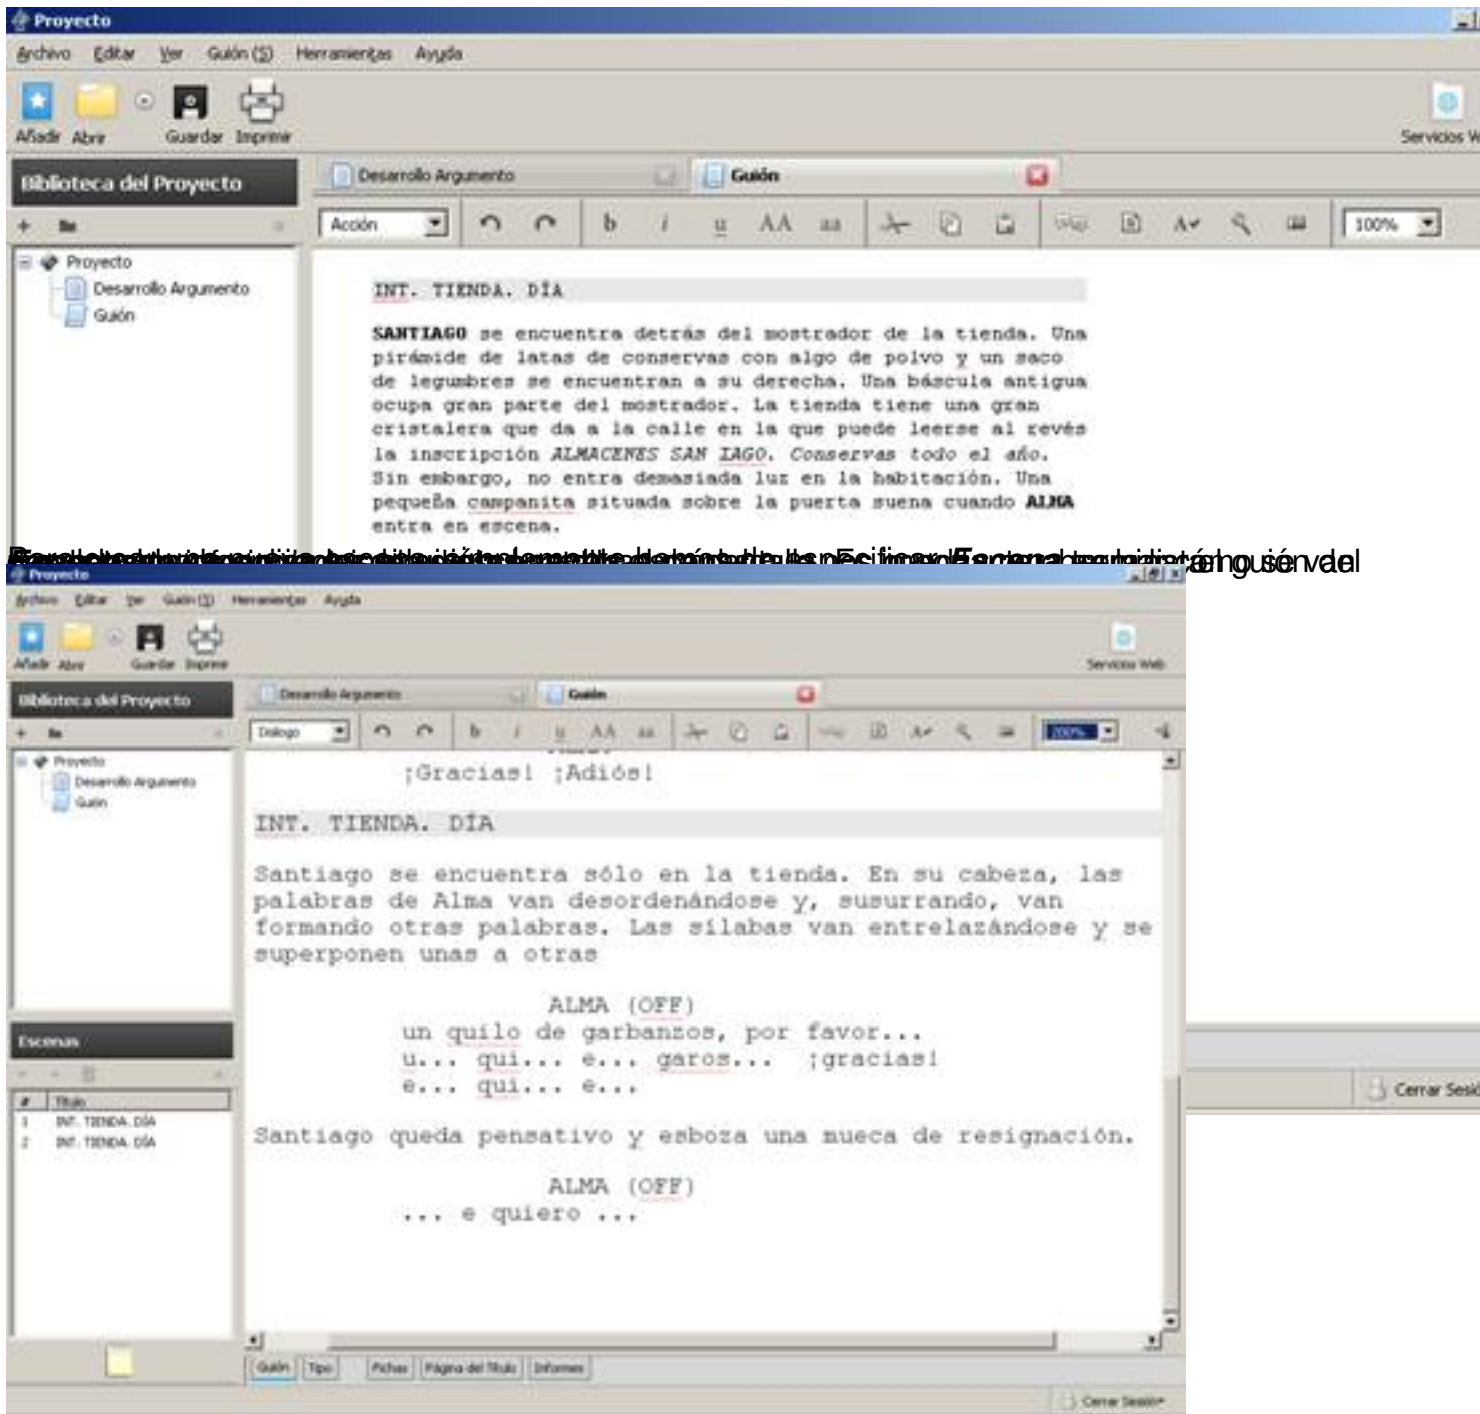 Proyecto
Archivo Editar Ver Guión (S) Herramientas Ayuda
Añadir Abrir Guardar Imprimir
Servicios W
Biblioteca del Proyecto Desarrollo Argumento Guión
Acción b i u AA aa 100%
Proyecto
Desarrollo Argumento
Guión
INT. TIENDA. DÍA
SANTIAGO se encuentra detrás del mostrador de la tienda. Una
pirámide de latas de conservas con algo de polvo y un saco
de legumbres se encuentran a su derecha. Una báscula antigua
ocupa gran parte del mostrador. La tienda tiene una gran
cristalera que da a la calle en la que puede leerse al revés
la inscripción ALMACENES SAN IAGO. Conservas todo el año.
Sin embargo, no entra demasiada luz en la habitación. Una
pequeña campanita situada sobre la puerta suena cuando ALMA
entra en escena.
Proyecto
Archivo Editar Ver Guión (S) Herramientas Ayuda
Añadir Abrir Guardar Imprimir
Servicios Web
Biblioteca del Proyecto Desarrollo Argumento Guión
Dialogo b i u AA aa
Proyecto
Desarrollo Argumento
Guión
¡Gracias! ¡Adiós!
INT. TIENDA. DÍA
Santiago se encuentra sólo en la tienda. En su cabeza, las
palabras de Alma van desordenándose y, susurrando, van
formando otras palabras. Las sílabas van entrelazándose y se
superponen unas a otras
ALMA (OFF)
un quilo de garbanzos, por favor...
u... qui... e... garos... ¡gracias!
e... qui... e...
Santiago queda pensativo y esboza una mueca de resignación.
ALMA (OFF)
... e quiero ...
Escenas
# Título
1 INT. TIENDA. DÍA
2 INT. TIENDA. DÍA
Guión Tipo Fichas Página del Título Informes
Cerrar Sesión
Cerrar Sesió